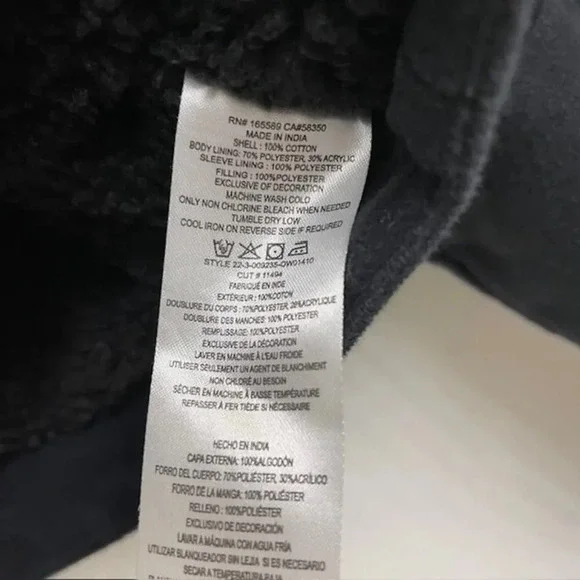 RN# 165589 CA#56350
MADE IN INDIA
SHELL : 100% COTTON
BODY LINING: 70% POLYESTER, 30% ACRYLIC
SLEEVE LINING : 100% POLYESTER
FILLING : 100%POLYESTER
EXCLUSIVE OF DECORATION
MACHINE WASH COLD
ONLY NON CHLORINE BLEACH WHEN NEEDED
TUMBLE DRY LOW
COOL IRON ON REVERSE SIDE IF REQUIRED
STYLE 22-3-009235-OW01410
CUT # 11494
FABRIQUÉ EN INDE
EXTÉRIEUR : 100%COTON
DOUBLURE DU CORPS : 70%POLYESTER, ACRYLIQUE
DOUBLURE DES MANCHES: 100% POLYESTER
REMPLISSAGE: 100%POLYESTER
EXCLUSIVE DE LA DÉCORATION
LAVER EN MACHINE À L'EAU FROIDE
UTILISER SEULEMENT UN AGENT DE BLANCHIMENT
NON CHLORÉ AU BESOIN
SÉCHER EN MACHINE À BASSE TEMPÉRATURE
REPASSER À FER TIÈDE SI NÉCESSAIRE
HECHO EN INDIA
CAPA EXTERNA: 100%ALGODÓN
FORRO DEL CUERPO: 70%POLIÉSTER, 30%ACRÍLICO
FORRO DE LA MANGA: 100% POLIÉSTER
RELLENO : 100%POLIÉSTER
EXCLUSIVO DE DECORACIÓN
LAVAR A MÁQUINA CON AGUA FRÍA
UTILIZAR BLANQUEADOR SIN LEJIA SI ES NECESARIO
SECAR A TEMPERATURA BAJA